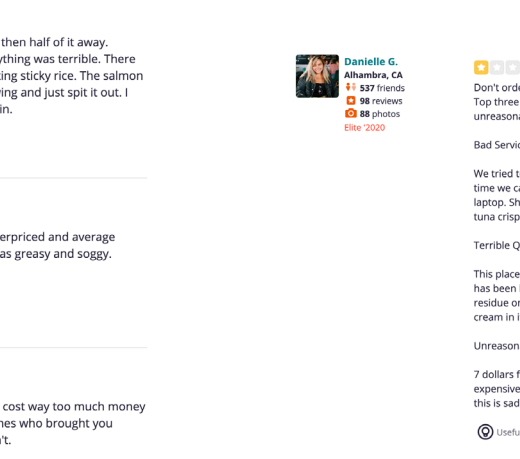 then half of it away.
ything was terrible. There
ing sticky rice. The salmon
ing and just spit it out. I
in.
erpriced and average
as greasy and soggy.
cost way too much money
nes who brought you
't.
Danielle G.
Alhambra, CA
537 friends
98 reviews
88 photos
Elite '2020
Don't orde
Top three
unreasona
Bad Servic
We tried t
time we ca
laptop. Sh
tuna crisp
Terrible Q
This place
has been
residue or
cream in i
Unreason
7 dollars f
expensive
this is sad
Usefu